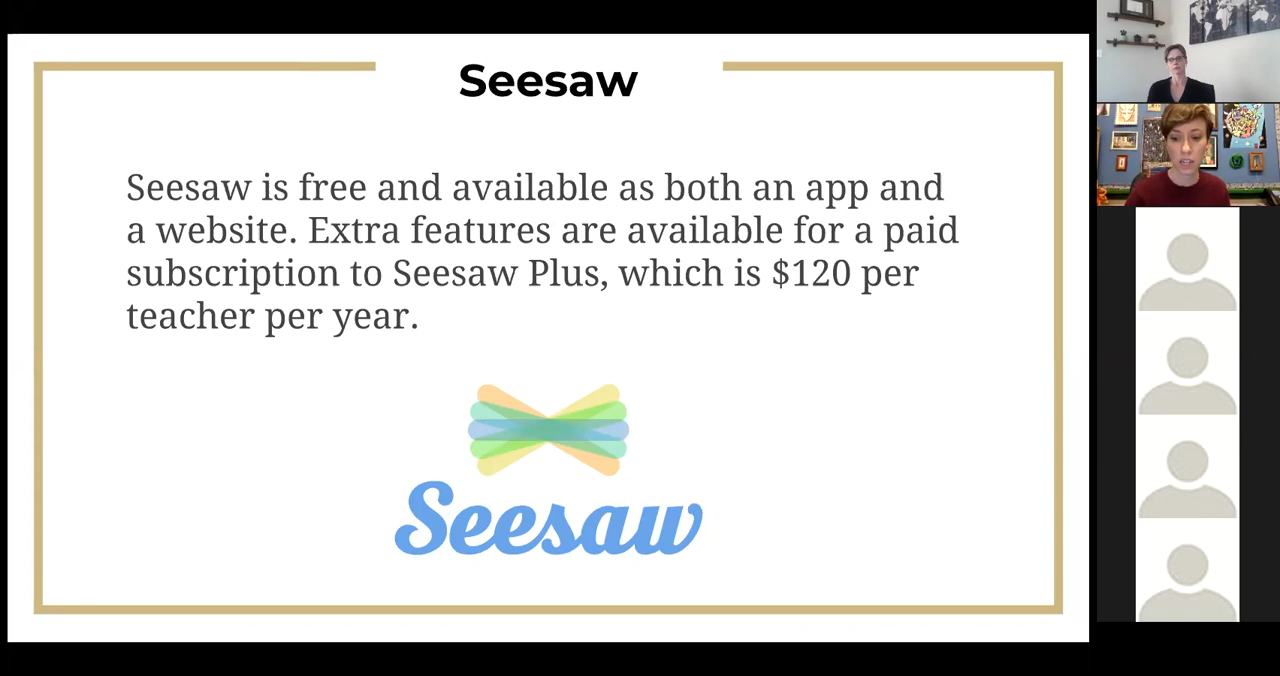 Seesaw
Seesaw is free and available as both an app and
a website. Extra features are available for a paid
subscription to Seesaw Plus, which is $120 per
teacher per year.
Seesaw